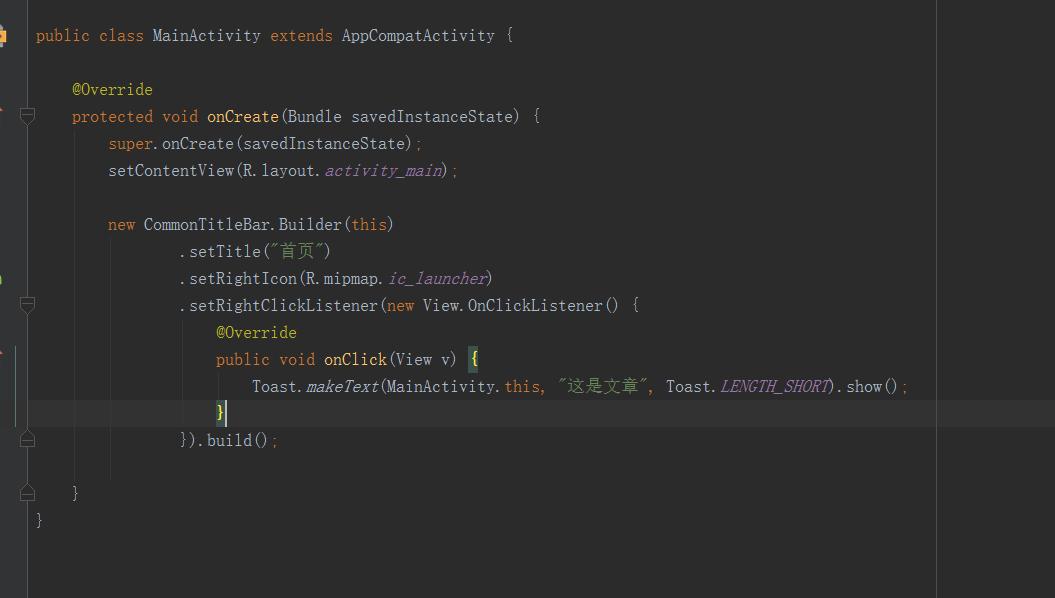 public class MainActivity extends AppCompatActivity {
@Override
protected void onCreate(Bundle savedInstanceState) {
super.onCreate(savedInstanceState);
setContentView(R.layout.activity_main);
new CommonTitleBar.Builder(this)
.setTitle("首页")
.setRightIcon(R.mipmap.ic_launcher)
.setRightClickListener(new View.OnClickListener() {
@Override
public void onClick(View v) {
Toast.makeText(MainActivity.this, "这是文章", Toast.LENGTH_SHORT).show();
}
}).build();
}
}